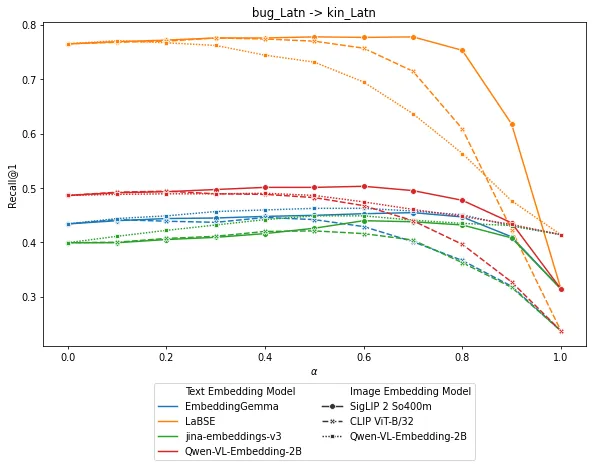 bug_Latn -> kin_Latn
Recall@1
0.8
0.7
0.6
0.5
0.4
0.3
0.0 0.2 0.4 0.6 0.8 1.0
α
Text Embedding Model Image Embedding Model
EmbeddingGemma SigLIP 2 So400m
LaBSE CLIP ViT-B/32
jina-embeddings-v3 Qwen-VL-Embedding-2B
Qwen-VL-Embedding-2B